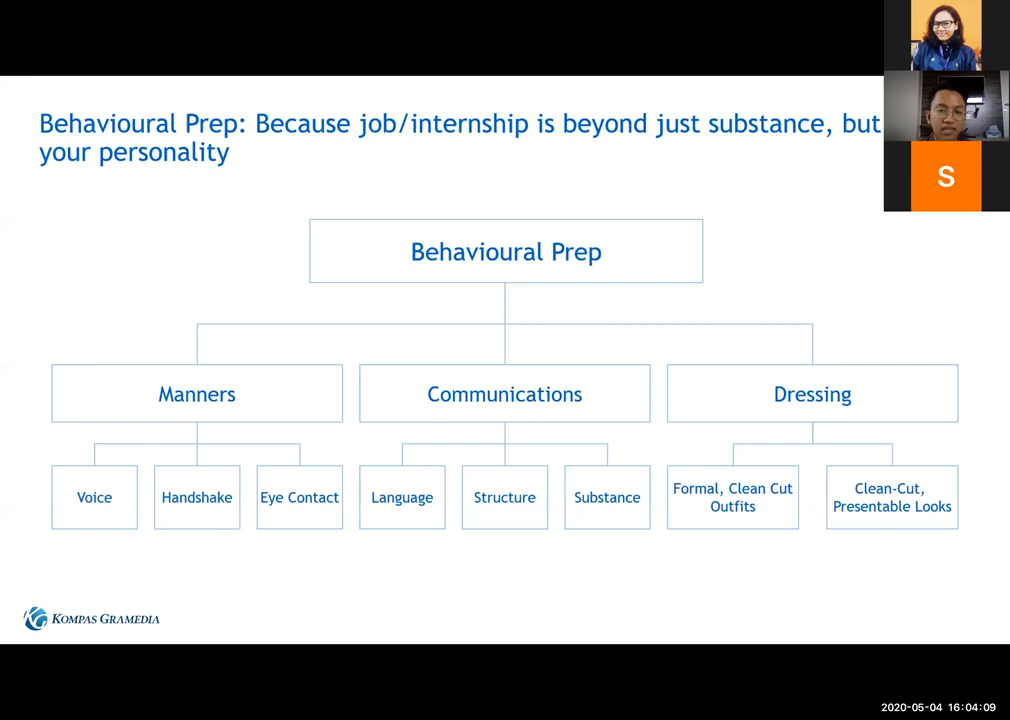 Behavioural Prep: Because job/internship is beyond just substance, but
your personality
Behavioural Prep
Manners
Communications
Dressing
Voice
Handshake
Eye Contact
Language
Structure
Substance
Formal, Clean Cut
Outfits
Clean-Cut,
Presentable Looks
KOMPAS GRAMEDIA
S
2020-05-04 16:04:09